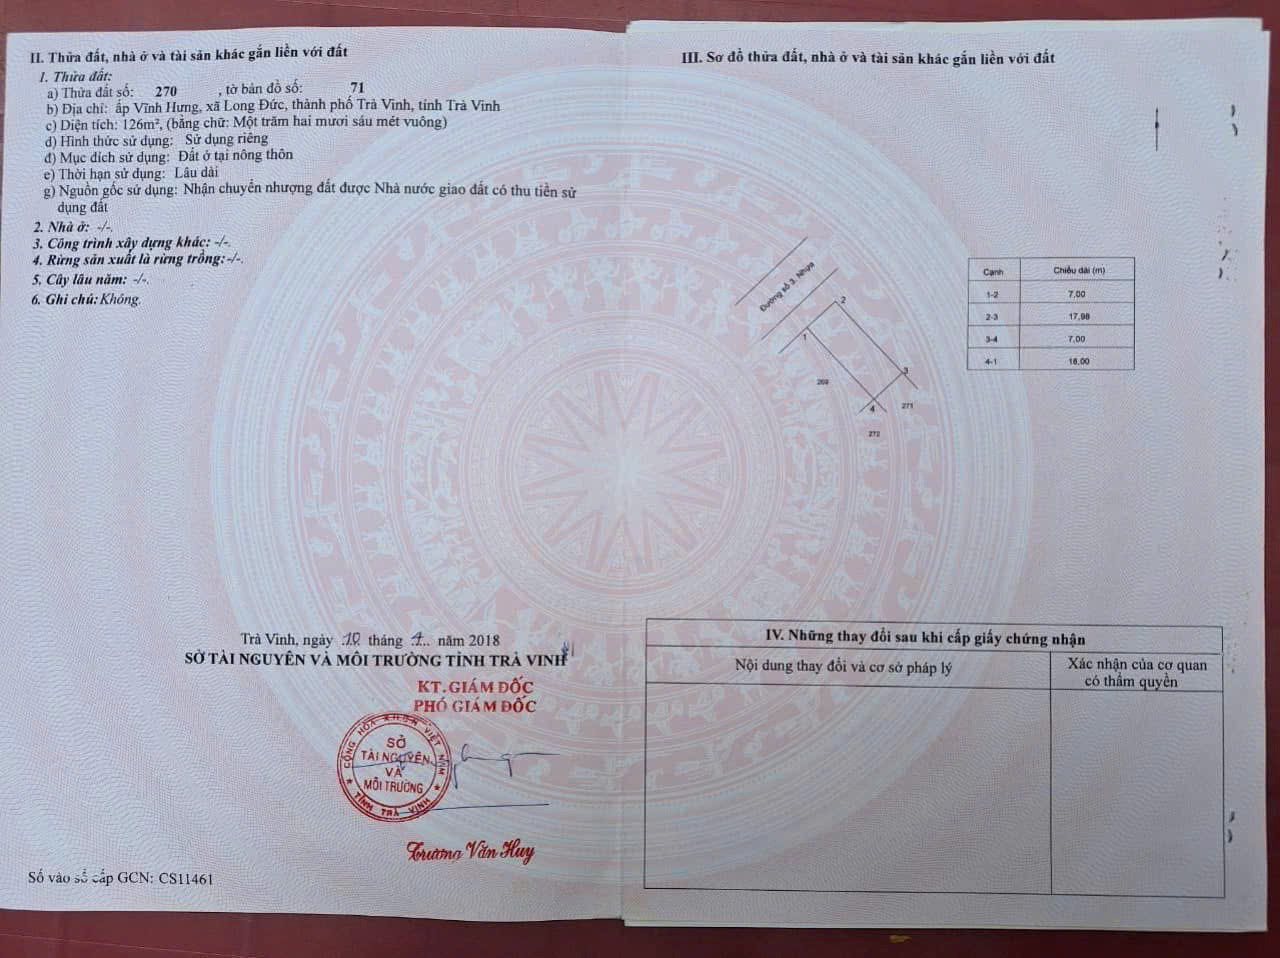 II. Thửa đất, nhà ở và tài sản khác gắn liền với đất
1. Thửa đất:
a) Thửa đất số: 270 , tờ bản đồ số: 71
b) Địa chỉ: ấp Vĩnh Hưng, xã Long Đức, thành phố Trà Vinh, tỉnh Trà Vinh
c) Diện tích: 126m², (bằng chữ: Một trăm hai mươi sáu mét vuông)
d) Hình thức sử dụng: Sử dụng riêng
đ) Mục đích sử dụng: Đất ở tại nông thôn
e) Thời hạn sử dụng: Lâu dài
g) Nguồn gốc sử dụng: Nhận chuyển nhượng đất được Nhà nước giao đất có thu tiền sử
dụng đất
2. Nhà ở: -/-.
3. Công trình xây dựng khác: -/-.
4. Rừng sản xuất là rừng trồng: -/-.
5. Cây lâu năm: -/-.
6. Ghi chú: Không.
Trà Vinh, ngày 10 tháng năm 2018
SỞ TÀI NGUYÊN VÀ MÔI TRƯỜNG TỈNH TRÀ VINH
KT. GIÁM ĐỐC
PHÓ GIÁM ĐỐC
CỘNG HÒA X.H.C.N VIỆT NAM
SỞ
TÀI NGUYÊN
VÀ
MÔI TRƯỜNG
TỈNH TRÀ VINH
Trương Văn Huy
Số vào sổ cấp GCN: CS11461
III. Sơ đồ thửa đất, nhà ở và tài sản khác gắn liền với đất
Đường số 3. Nhựa
2
1
3
269
4
271
272
Cạnh Chiều dài (m)
1-2 7,00
2-3 17,98
3-4 7,00
4-1 18,00
IV. Những thay đổi sau khi cấp giấy chứng nhận
Nội dung thay đổi và cơ sở pháp lý
Xác nhận của cơ quan
có thẩm quyền